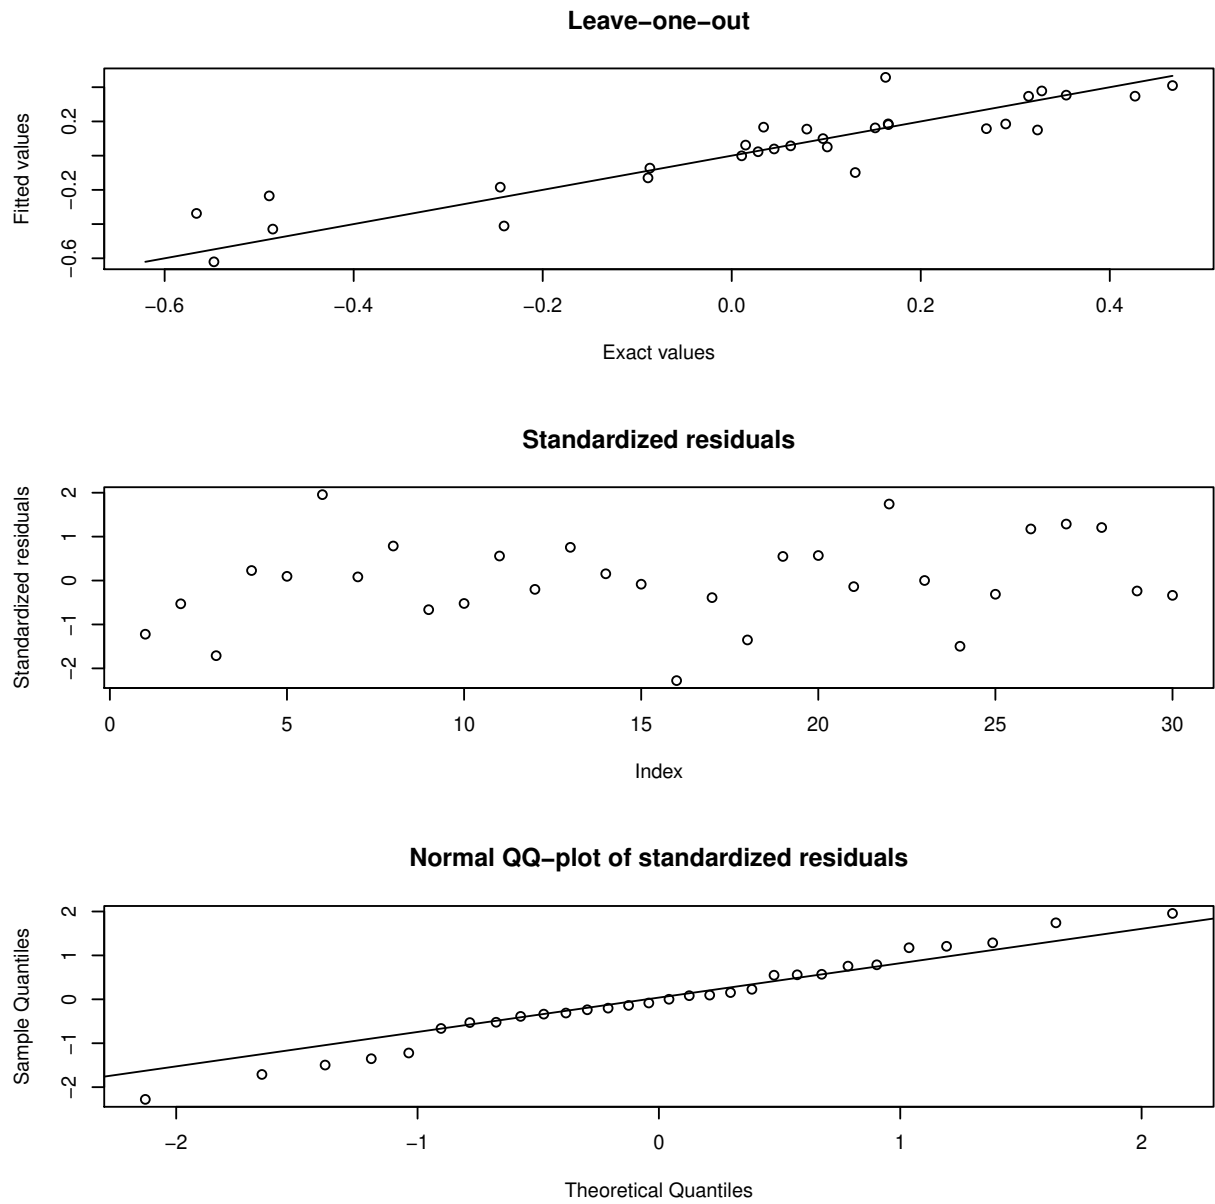 Leave−one−out
Fitted values
0.2
−0.2
−0.6
−0.6 −0.4 −0.2 0.0 0.2 0.4
Exact values
Standardized residuals
Standardized residuals
2
1
0
−1
−2
0 5 10 15 20 25 30
Index
Normal QQ−plot of standardized residuals
Sample Quantiles
2
1
0
−1
−2
−2 −1 0 1 2
Theoretical Quantiles